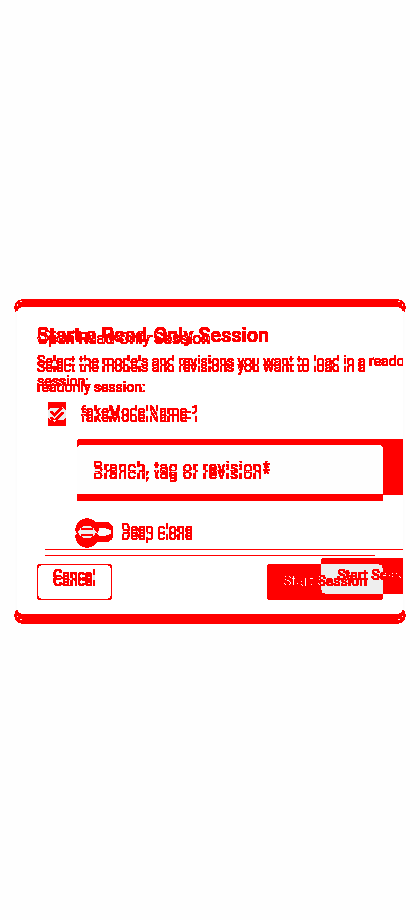 Start a Read-Only Session
Open Read-Only Session
Select the models and revisions you want to load in a reado
Select the models and revisions you want to load in a
session:
readonly session:
fakeModelName-1
fakeModelName-1
Branch, tag or revision*
Branch, tag or revision*
Deep clone
Deep clone
Cancel
Cancel
Start Session
Start Sess